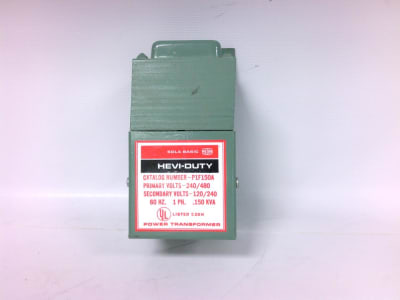 SOLA BASIC
HEVI-DUTY
CATALOG NUMBER-P1F150A
PRIMARY VOLTS-240/480
SECONDARY VOLTS-120/240
60 HZ. 1 PH. .150 KVA
UL LISTED
POWER TRANSFORMER